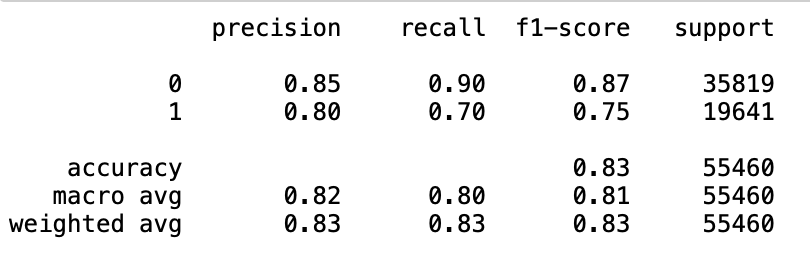 precision recall f1-score support
0 0.85 0.90 0.87 35819
1 0.80 0.70 0.75 19641
accuracy 0.83 55460
macro avg 0.82 0.80 0.81 55460
weighted avg 0.83 0.83 0.83 55460